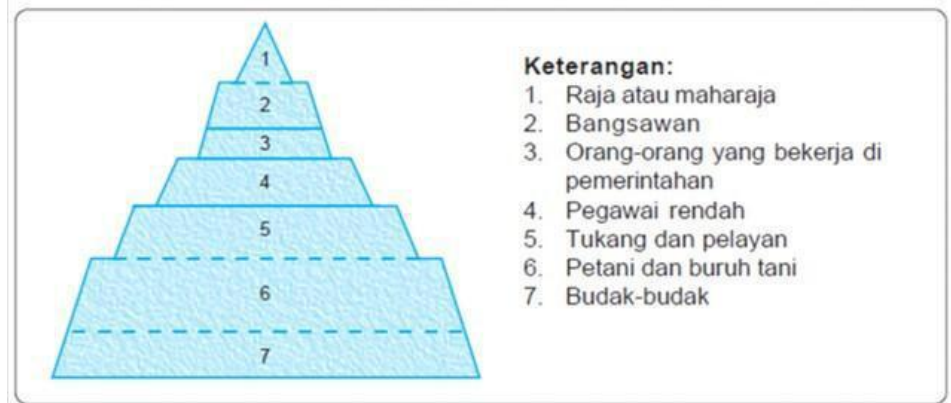 1
2
3
4
5
6
7
Keterangan:
1. Raja atau maharaja
2. Bangsawan
3. Orang-orang yang bekerja di
pemerintahan
4. Pegawai rendah
5. Tukang dan pelayan
6. Petani dan buruh tani
7. Budak-budak